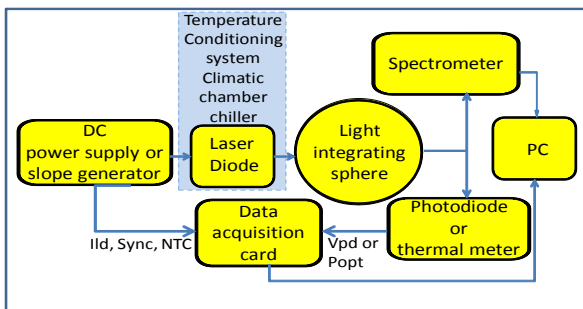 Temperature
Conditioning
system
Climatic
chamber
chiller
Spectrometer
DC
power supply or
slope generator
Laser
Diode
Light
integrating
sphere
PC
Ild, Sync, NTC
Data
acquisition
card
Vpd or
Popt
Photodiode
or
thermal meter